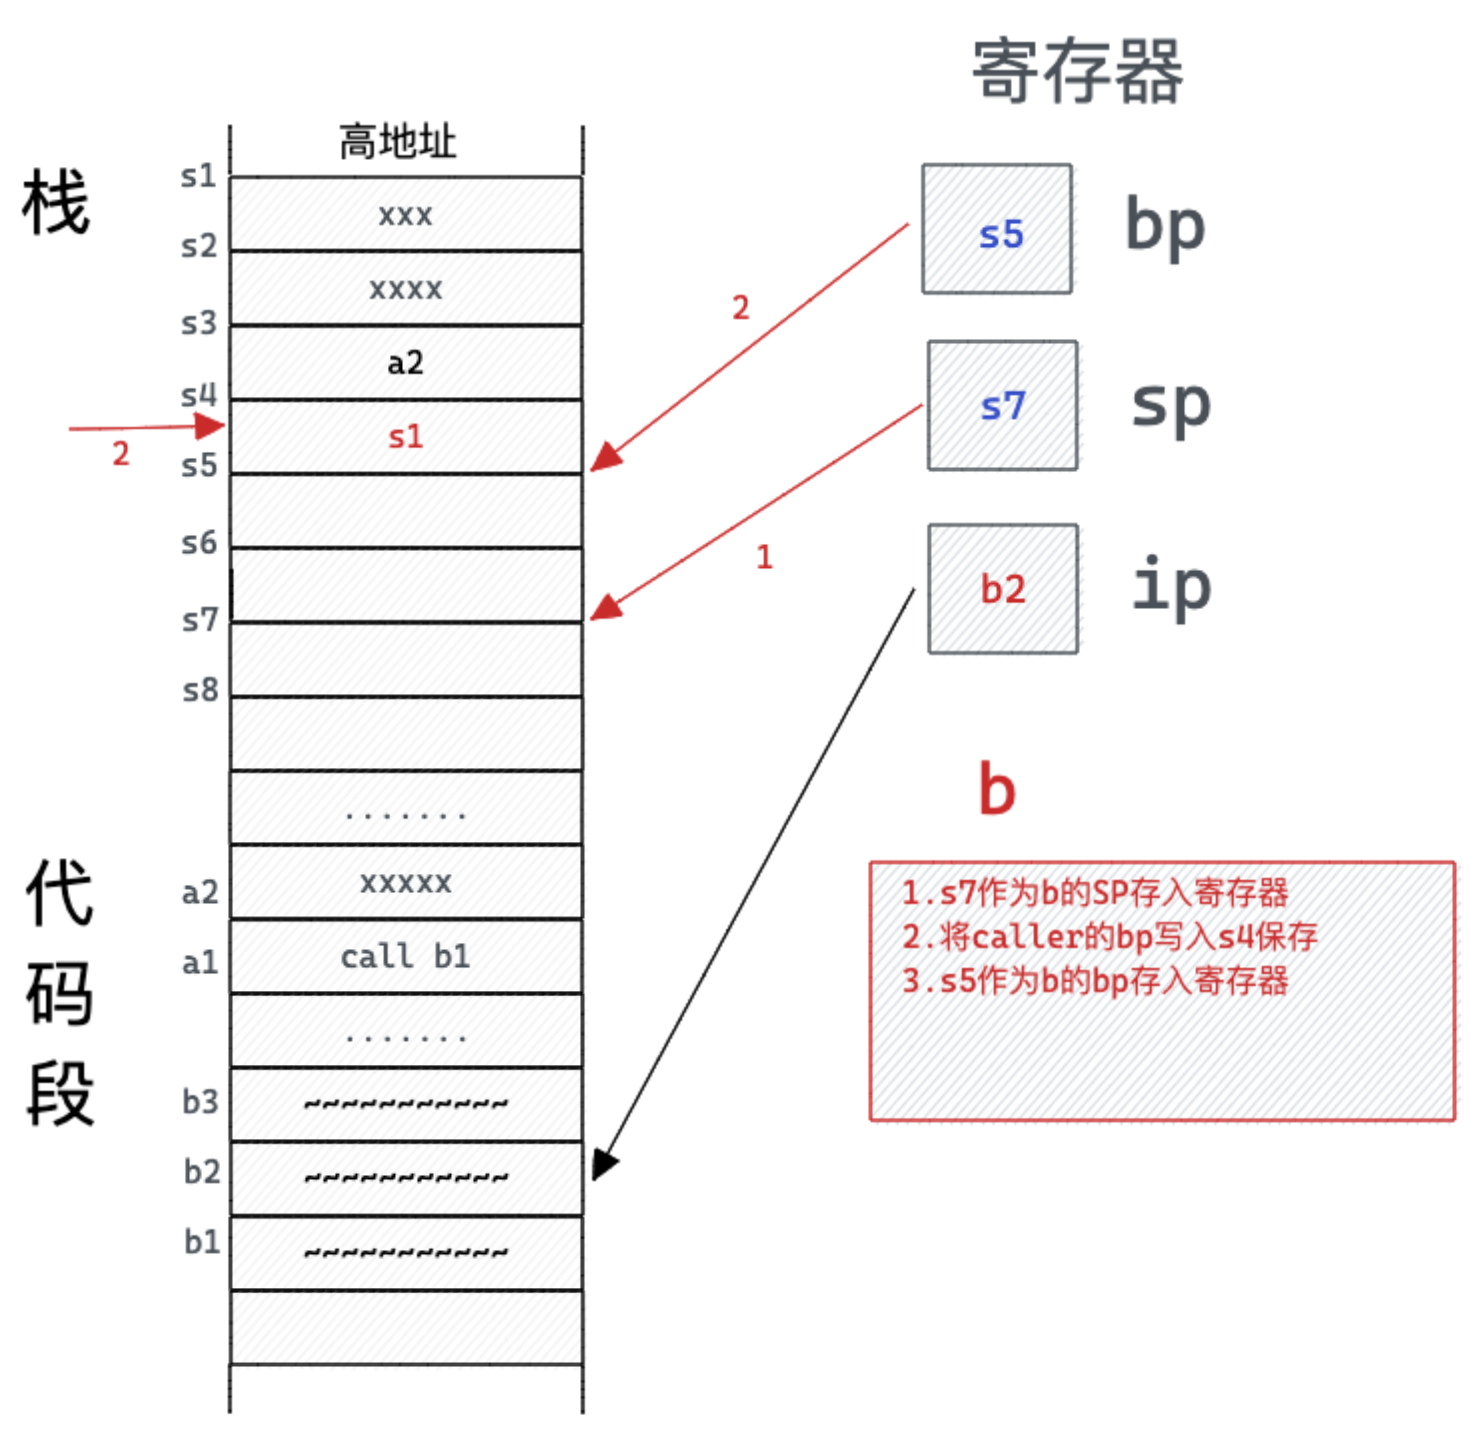 寄存器
高地址
栈
s1
xxx
s2
xxxx
s3
a2
s4
s1
2
s5
s6
s7
s8
.......
代
码
段
a2
xxxxx
a1
call b1
.......
b3
~~~~~~~~~~~
b2
~~~~~~~~~~~
b1
~~~~~~~~~~~
s5
bp
2
s7
sp
1
b2
ip
b
1.s7作为b的SP存入寄存器
2.将caller的bp写入s4保存
3.s5作为b的bp存入寄存器